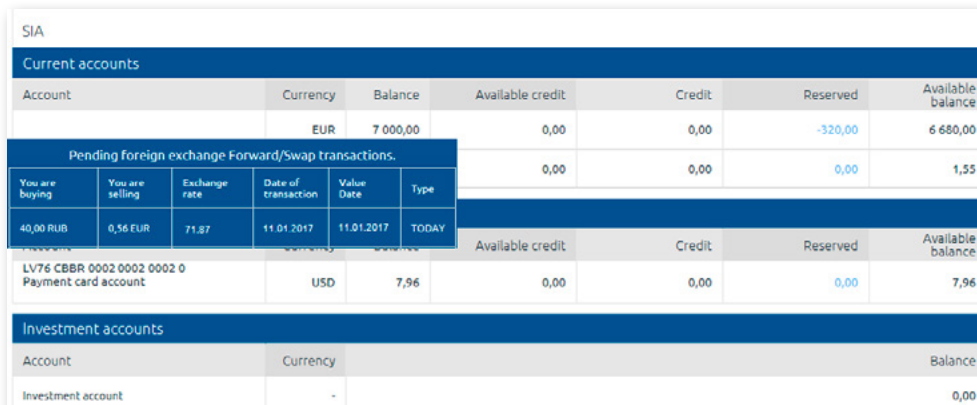 SIA
Current accounts
Account Currency Balance Available credit Credit Reserved Available balance
EUR 7 000,00 0,00 0,00 -320,00 6 680,00
0,00 0,00 0,00 1,55
Pending foreign exchange Forward/Swap transactions.
You are buying You are selling Exchange rate Date of transaction Value Date Type
40,00 RUB 0,56 EUR 71.87 11.01.2017 11.01.2017 TODAY
Account Currency Balance Available credit Credit Reserved Available balance
LV76 CBBR 0002 0002 0002 0
Payment card account USD 7,96 0,00 0,00 0,00 7,96
Investment accounts
Account Currency Balance
Investment account - 0,00